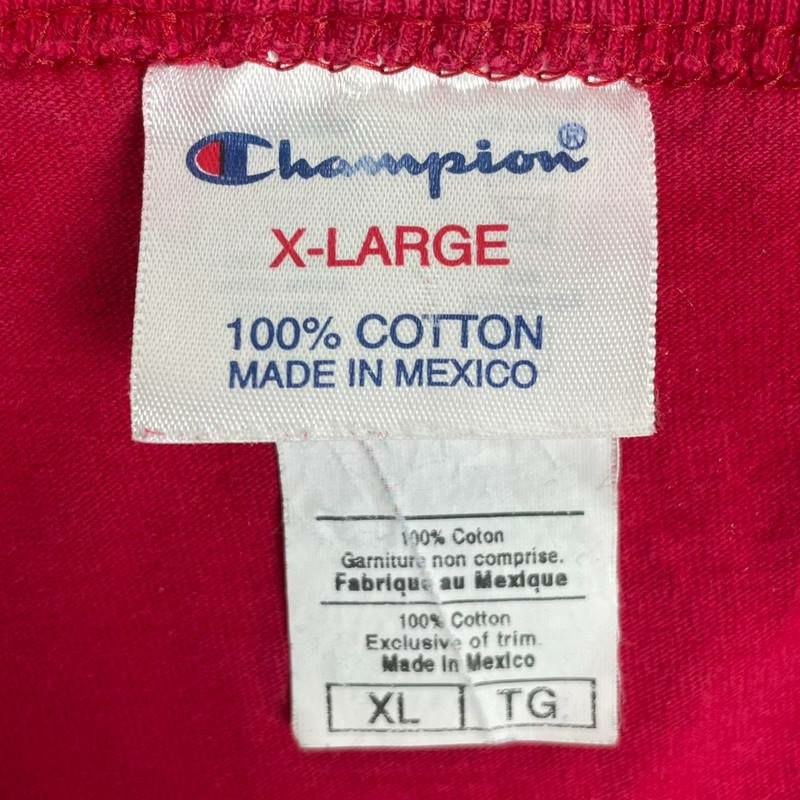 Champion®
X-LARGE
100% COTTON
MADE IN MEXICO
100% Coton
Garniture non comprise.
Fabrique au Mexique
100% Cotton
Exclusive of trim.
Made In Mexico
XL TG